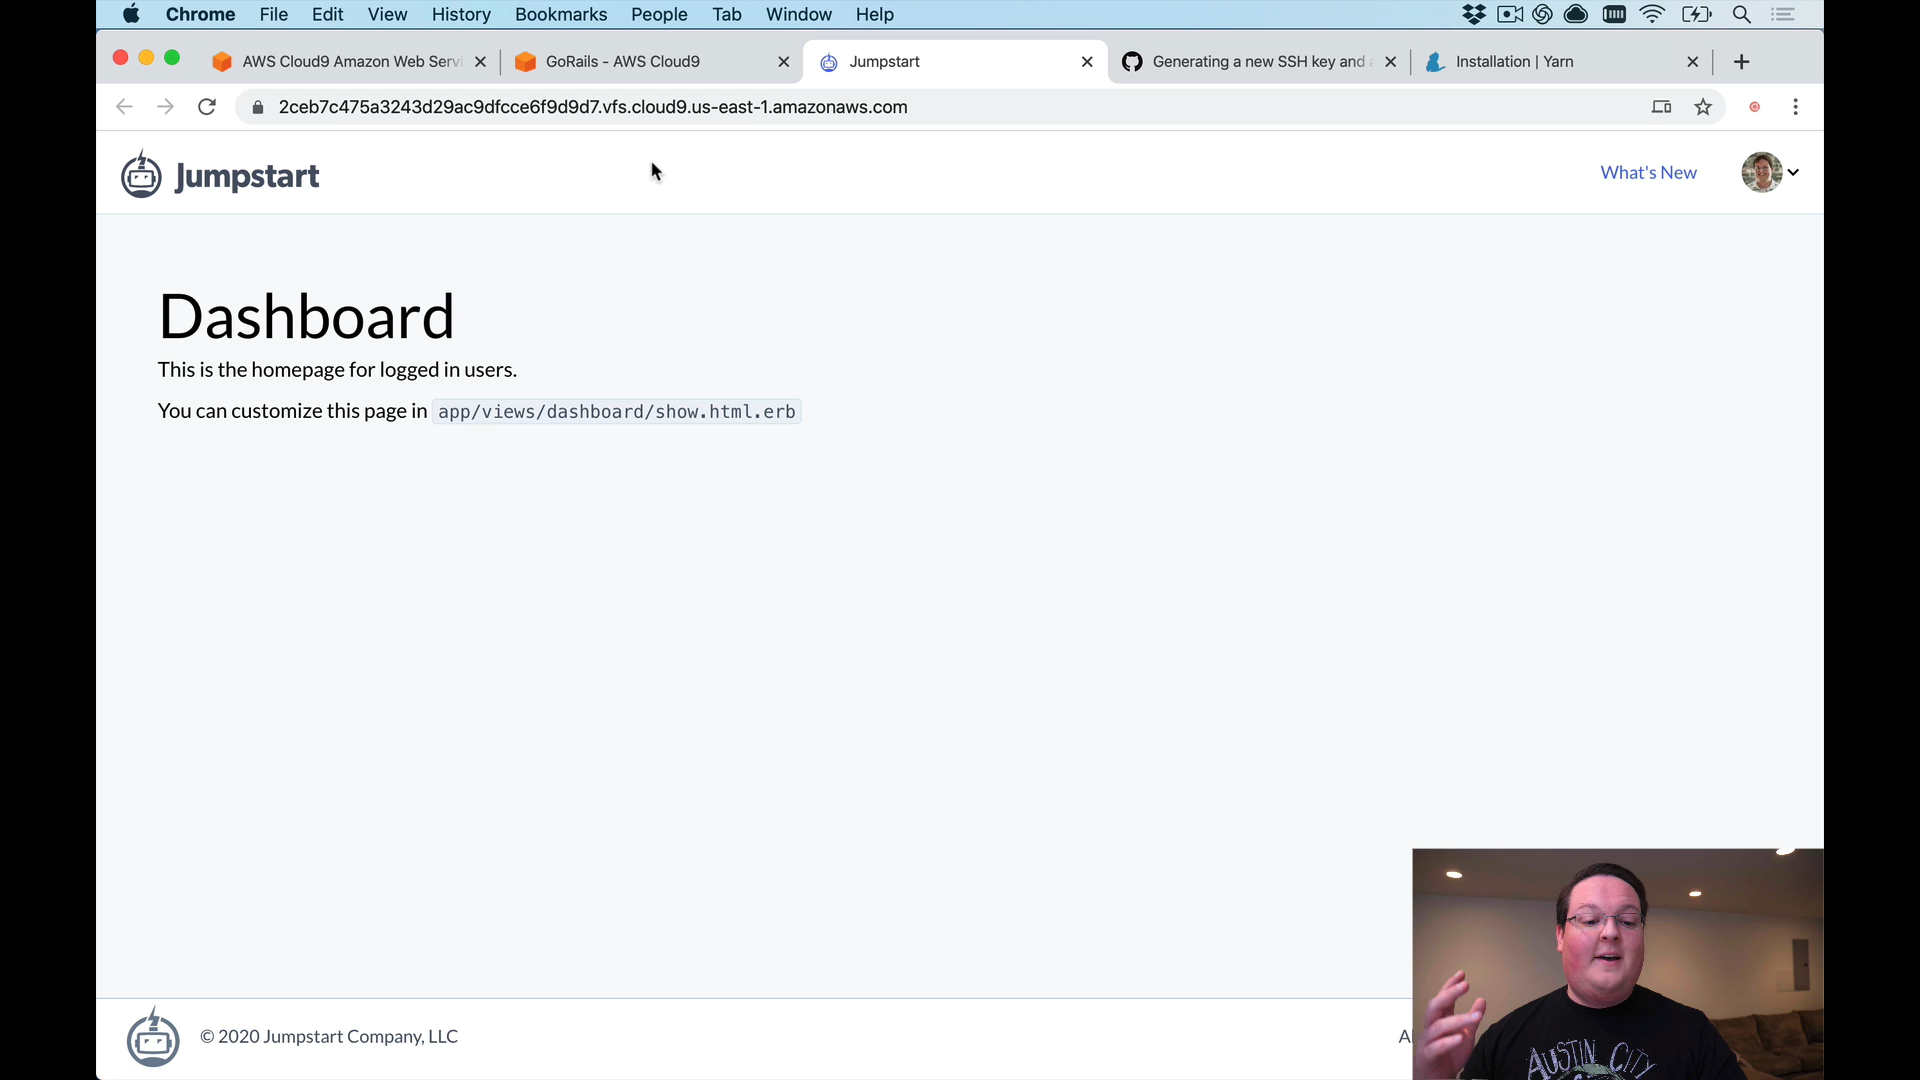 Chrome File Edit View History Bookmarks People Tab Window Help
AWS Cloud9 Amazon Web Servi
GoRails - AWS Cloud9
Jumpstart
Generating a new SSH key and a
Installation | Yarn
2ceb7c475a3243d29ac9dfcce6f9d9d7.vfs.cloud9.us-east-1.amazonaws.com
Jumpstart
What's New
Dashboard
This is the homepage for logged in users.
You can customize this page in app/views/dashboard/show.html.erb
© 2020 Jumpstart Company, LLC
AUSTIN CITY